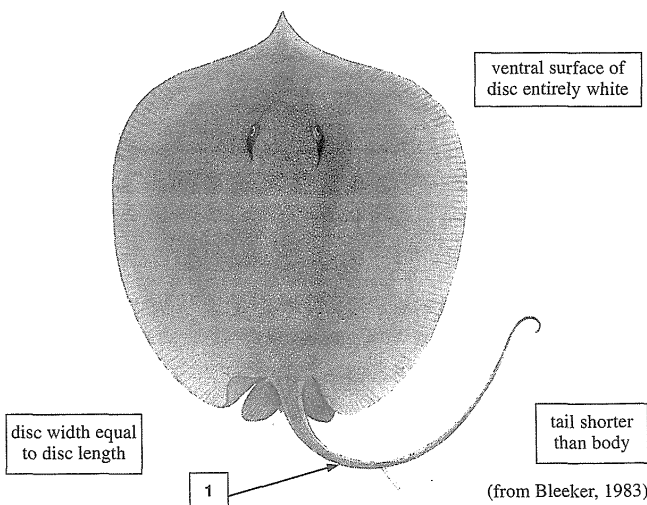 ventral surface of
disc entirely white
disc width equal
to disc length
tail shorter
than body
1
(from Bleeker, 1983)